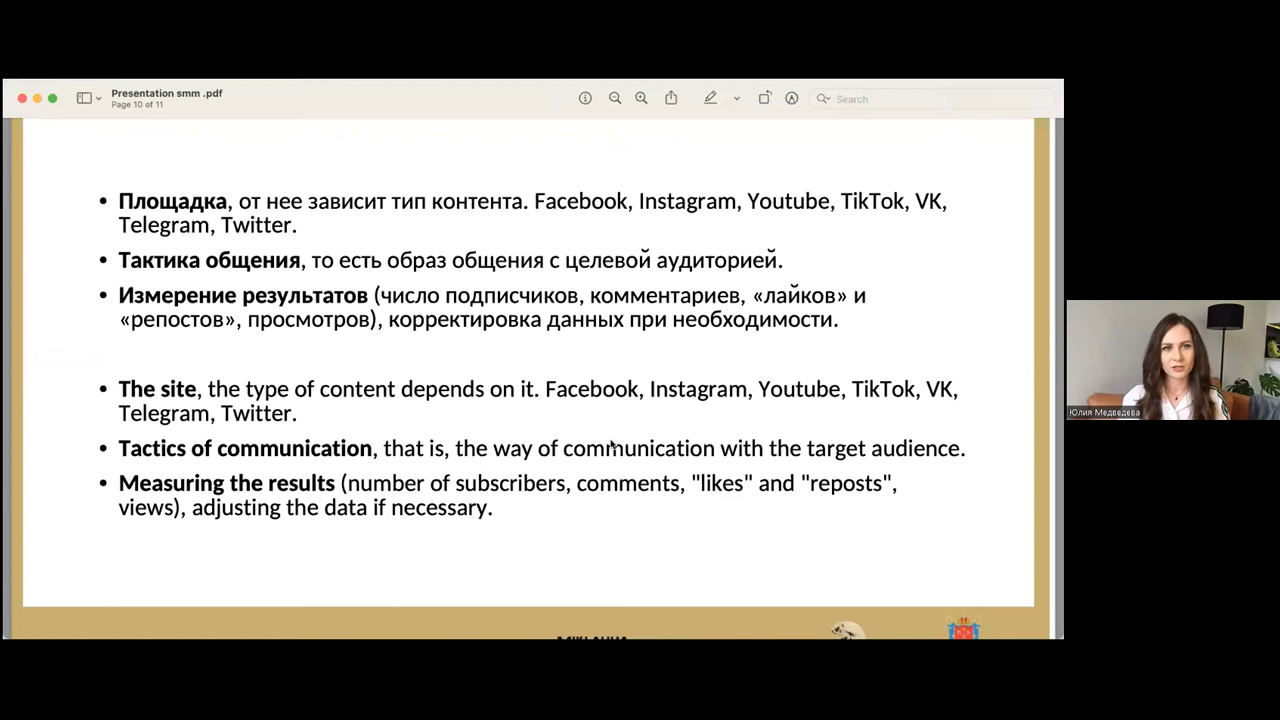 Presentation smm .pdf
Page 10 of 11
Search
• Площадка, от нее зависит тип контента. Facebook, Instagram, Youtube, TikTok, VK,
Telegram, Twitter.
• Тактика общения, то есть образ общения с целевой аудиторией.
• Измерение результатов (число подписчиков, комментариев, «лайков» и
«репостов», просмотров), корректировка данных при необходимости.
• The site, the type of content depends on it. Facebook, Instagram, Youtube, TikTok, VK,
Telegram, Twitter.
• Tactics of communication, that is, the way of communication with the target audience.
• Measuring the results (number of subscribers, comments, "likes" and "reposts",
views), adjusting the data if necessary.
Юлия Медведева